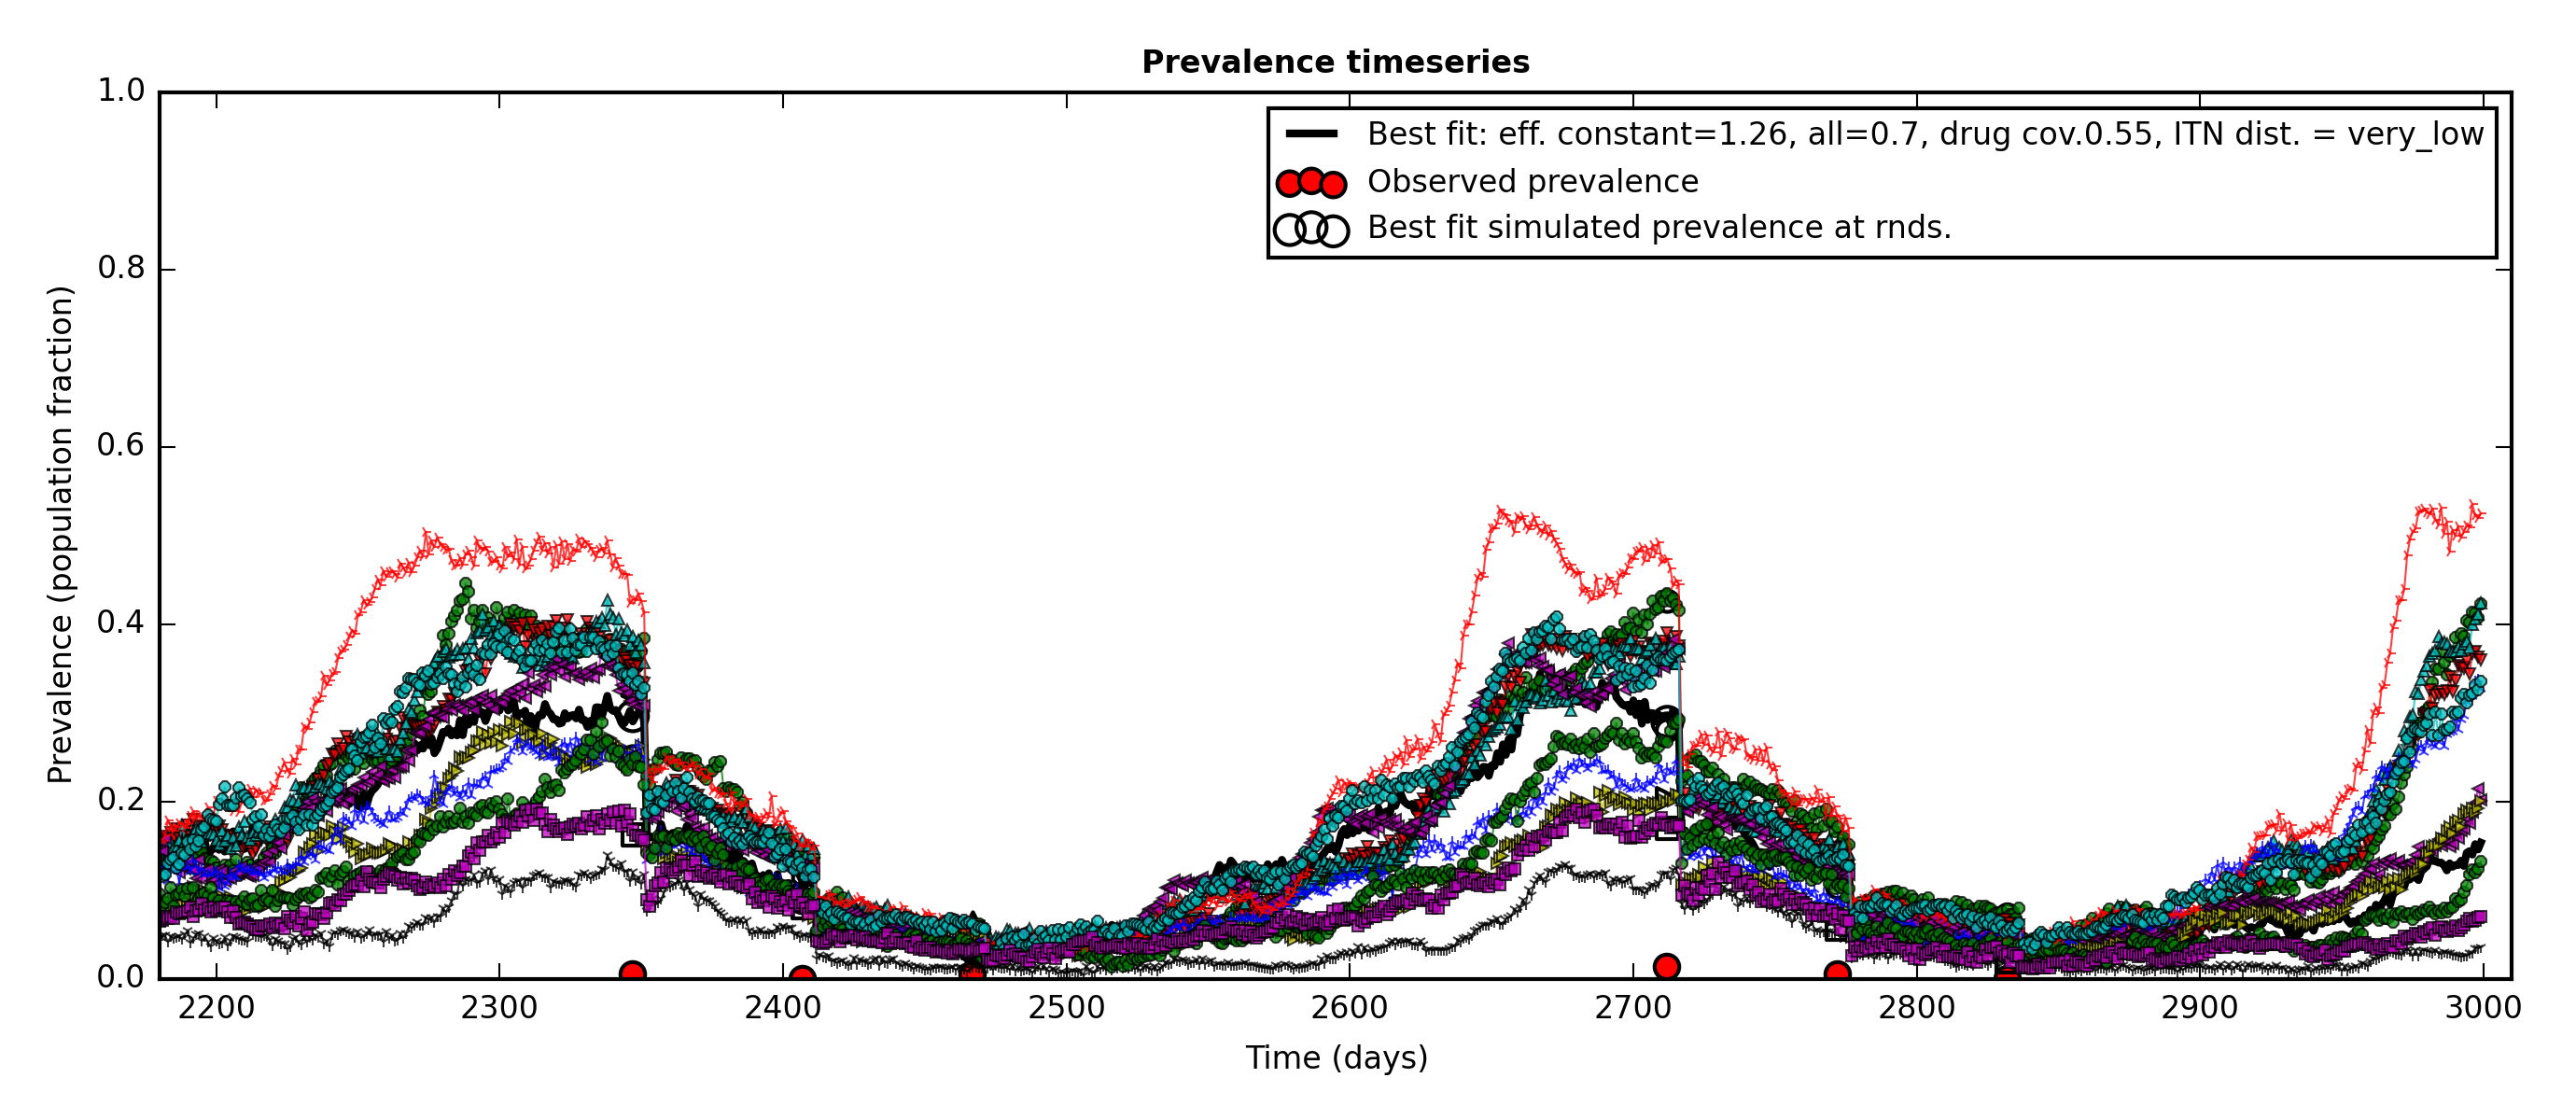 Prevalence timeseries
1.0
0.8
0.6
0.4
0.2
0.0
Prevalence (population fraction)
Best fit: eff. constant=1.26, all=0.7, drug cov.0.55, ITN dist. = very_low
Observed prevalence
Best fit simulated prevalence at rnds.
2200 2300 2400 2500 2600 2700 2800 2900 3000
Time (days)